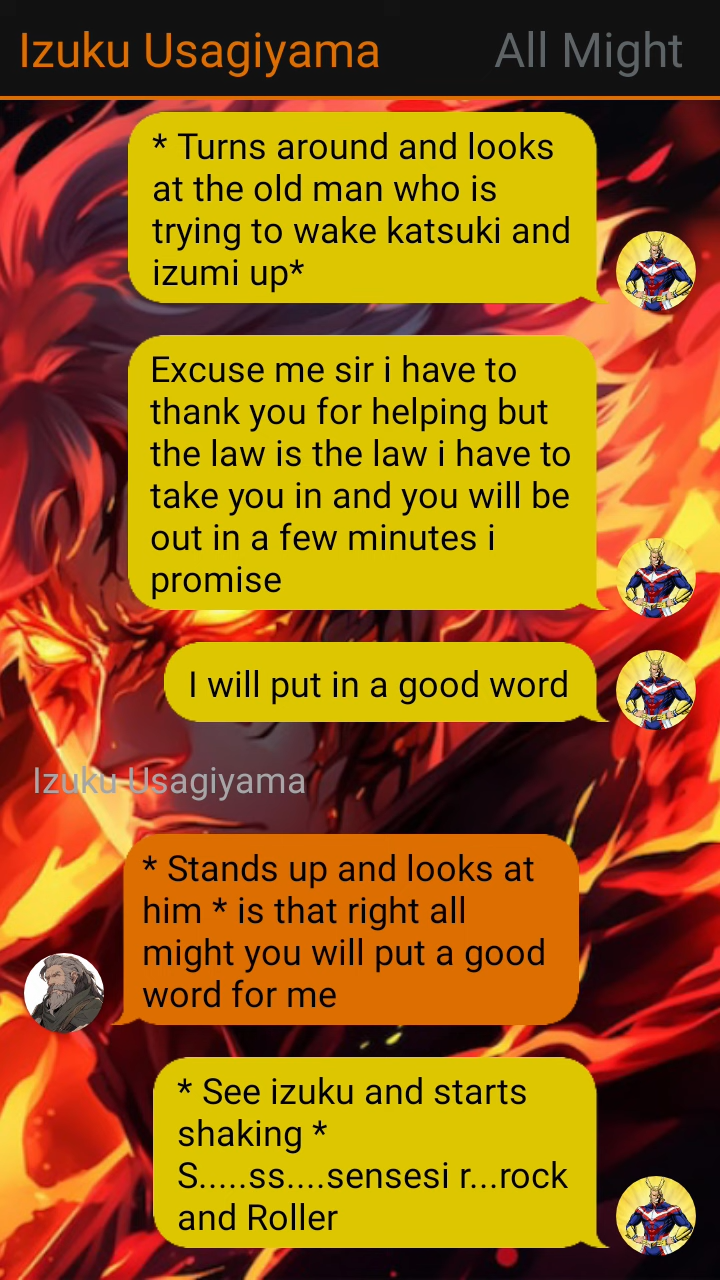 Izuku Usagiyama All Might
* Turns around and looks
at the old man who is
trying to wake katsuki and
izumi up*
Excuse me sir i have to
thank you for helping but
the law is the law i have to
take you in and you will be
out in a few minutes i
promise
I will put in a good word
Izuku Usagiyama
* Stands up and looks at
him * is that right all
might you will put a good
word for me
* See izuku and starts
shaking *
S.....ss....sensesi r...rock
and Roller